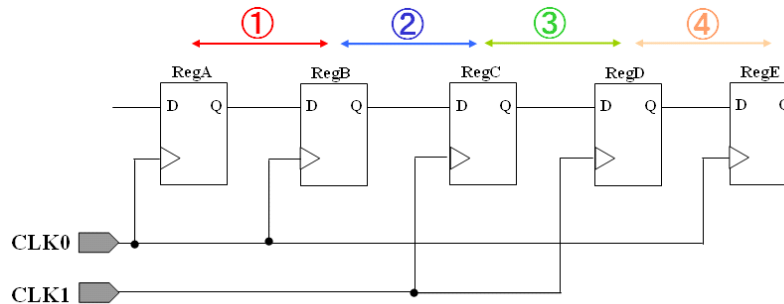 ① ② ③ ④
RegA RegB RegC RegD RegE
D Q D Q D Q D Q D Q
CLK0
CLK1